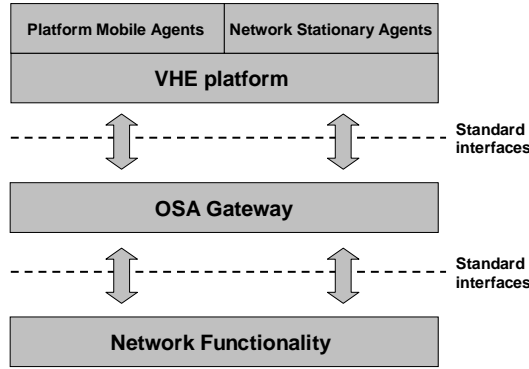 Platform Mobile Agents
Network Stationary Agents
VHE platform
Standard
interfaces
OSA Gateway
Standard
interfaces
Network Functionality